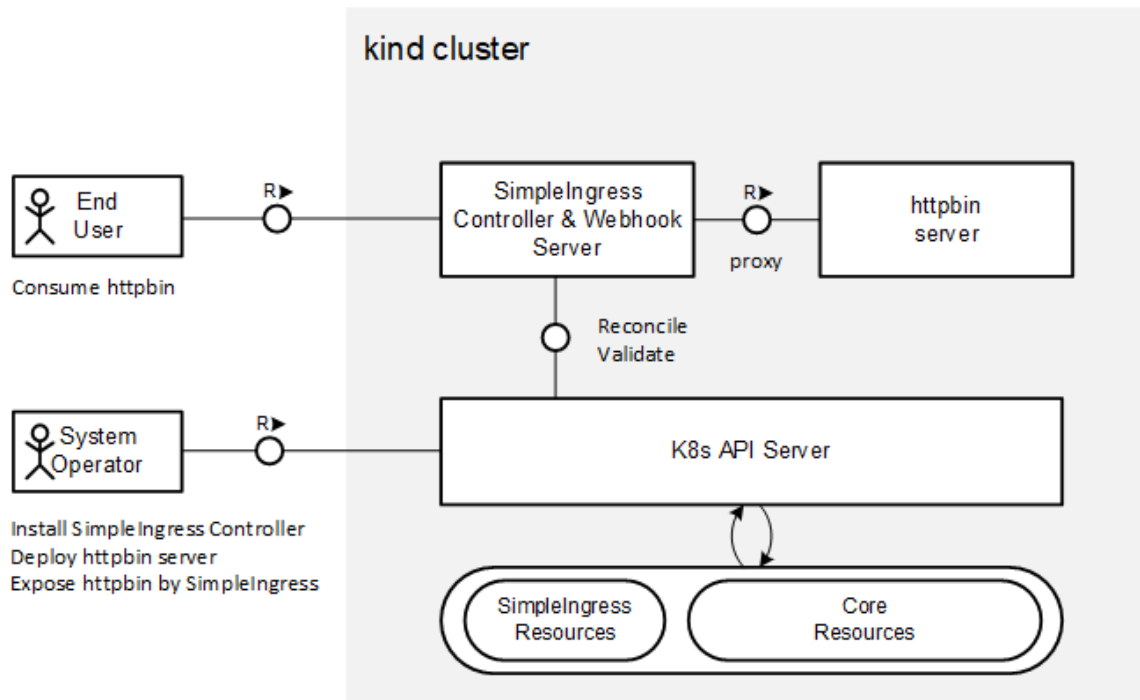 kind cluster
End
User
R▶
SimpleIngress
Controller & Webhook
Server
R▶
proxy
httpbin
server
Consume httpbin
Reconcile
Validate
System
Operator
R▶
K8s API Server
Install SimpleIngress Controller
Deploy httpbin server
Expose httpbin by SimpleIngress
SimpleIngress
Resources
Core
Resources